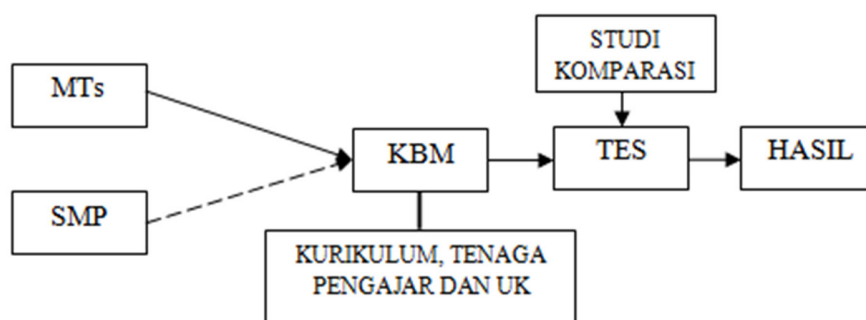 STUDI
KOMPARASI
MTs
KBM
TES
HASIL
SMP
KURIKULUM, TENAGA
PENGAJAR DAN UK